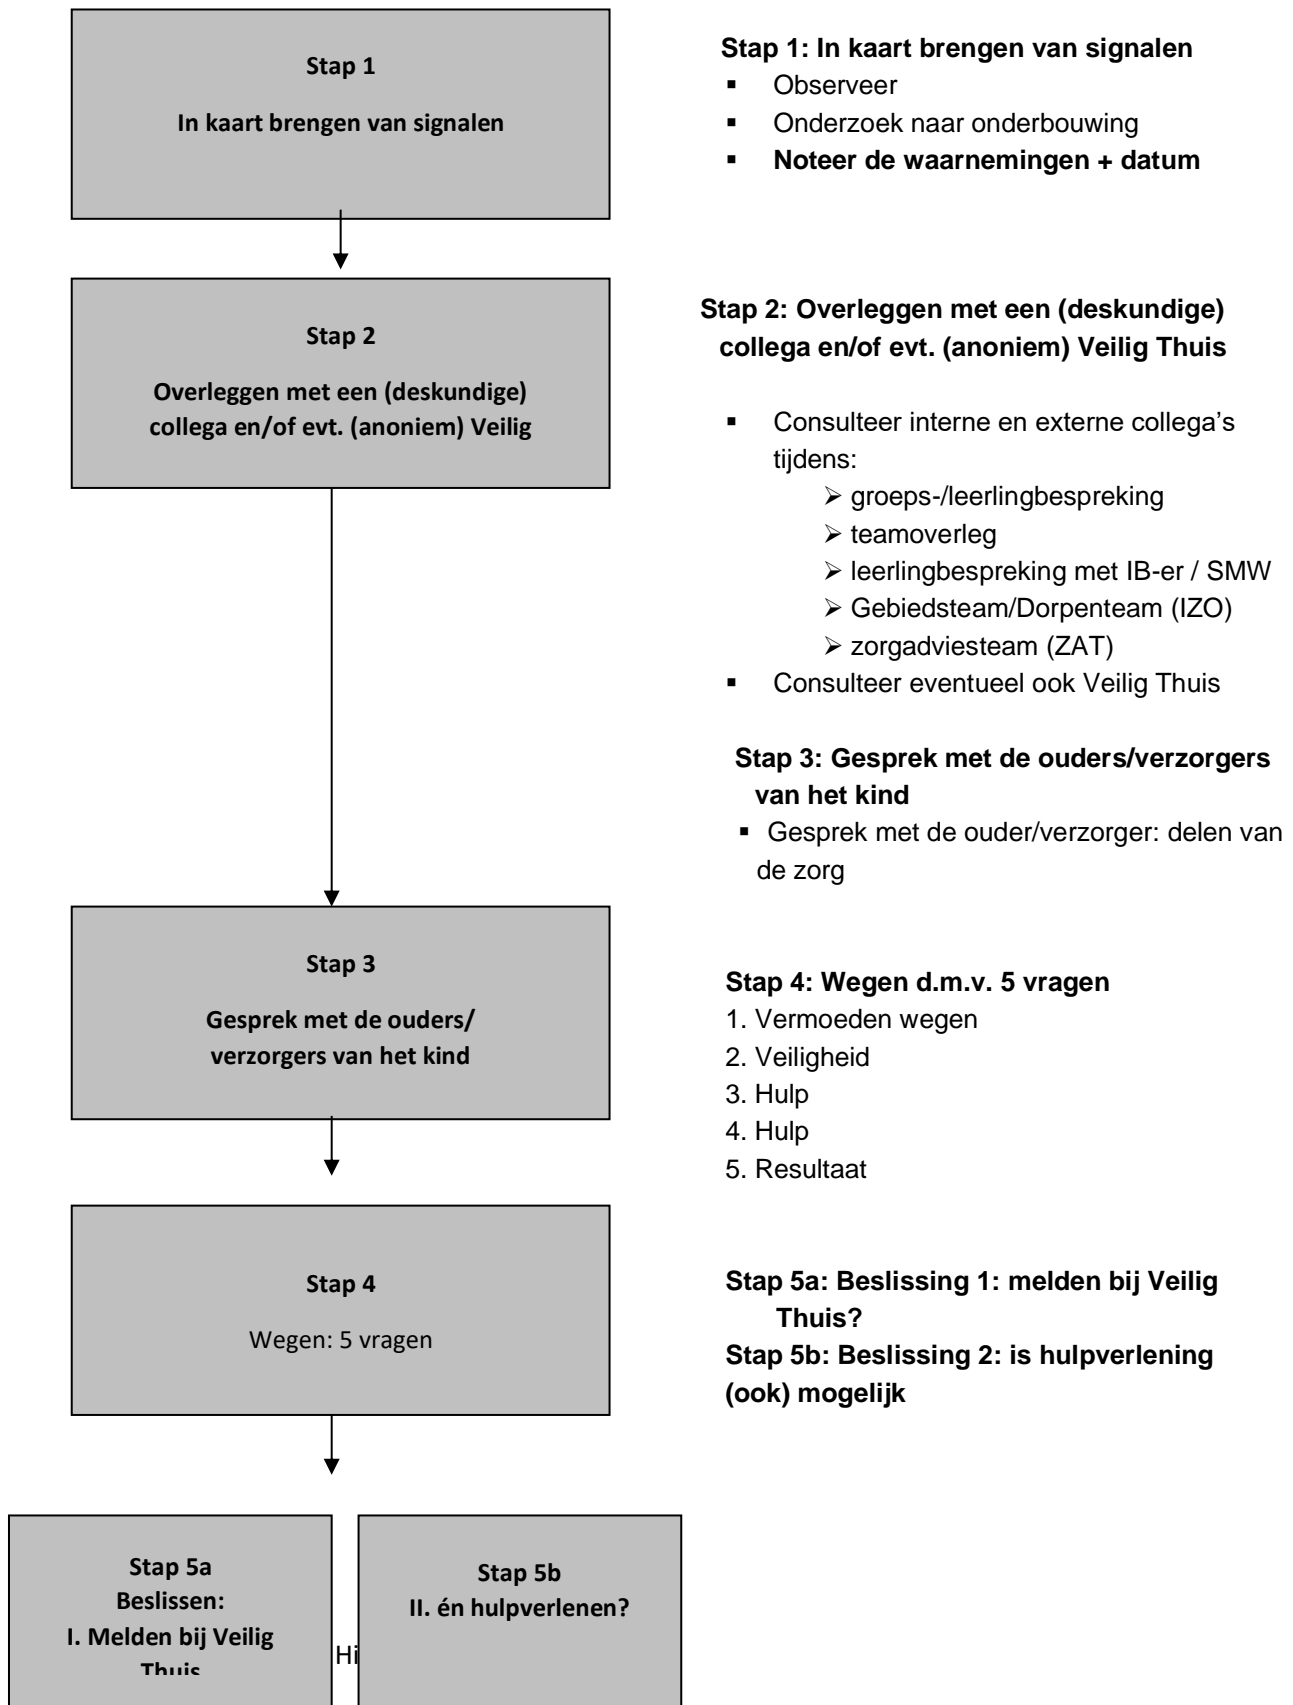 Stap 1
In kaart brengen van signalen
Stap 1: In kaart brengen van signalen
▪ Observeer
▪ Onderzoek naar onderbouwing
▪ Noteer de waarnemingen + datum
Stap 2
Overleggen met een (deskundige)
collega en/of evt. (anoniem) Veilig
Stap 2: Overleggen met een (deskundige)
collega en/of evt. (anoniem) Veilig Thuis
▪ Consulteer interne en externe collega’s
tijdens:
➢ groeps-/leerlingbespreking
➢ teamoverleg
➢ leerlingbespreking met IB-er / SMW
➢ Gebiedsteam/Dorpenteam (IZO)
➢ zorgadviesteam (ZAT)
▪ Consulteer eventueel ook Veilig Thuis
Stap 3: Gesprek met de ouders/verzorgers
van het kind
▪ Gesprek met de ouder/verzorger: delen van
de zorg
Stap 3
Gesprek met de ouders/
verzorgers van het kind
Stap 4: Wegen d.m.v. 5 vragen
1. Vermoeden wegen
2. Veiligheid
3. Hulp
4. Hulp
5. Resultaat
Stap 4
Wegen: 5 vragen
Stap 5a: Beslissing 1: melden bij Veilig
Thuis?
Stap 5b: Beslissing 2: is hulpverlening
(ook) mogelijk
Stap 5a
Beslissen:
I. Melden bij Veilig
Thuis
Hi
Stap 5b
II. én hulpverlenen?